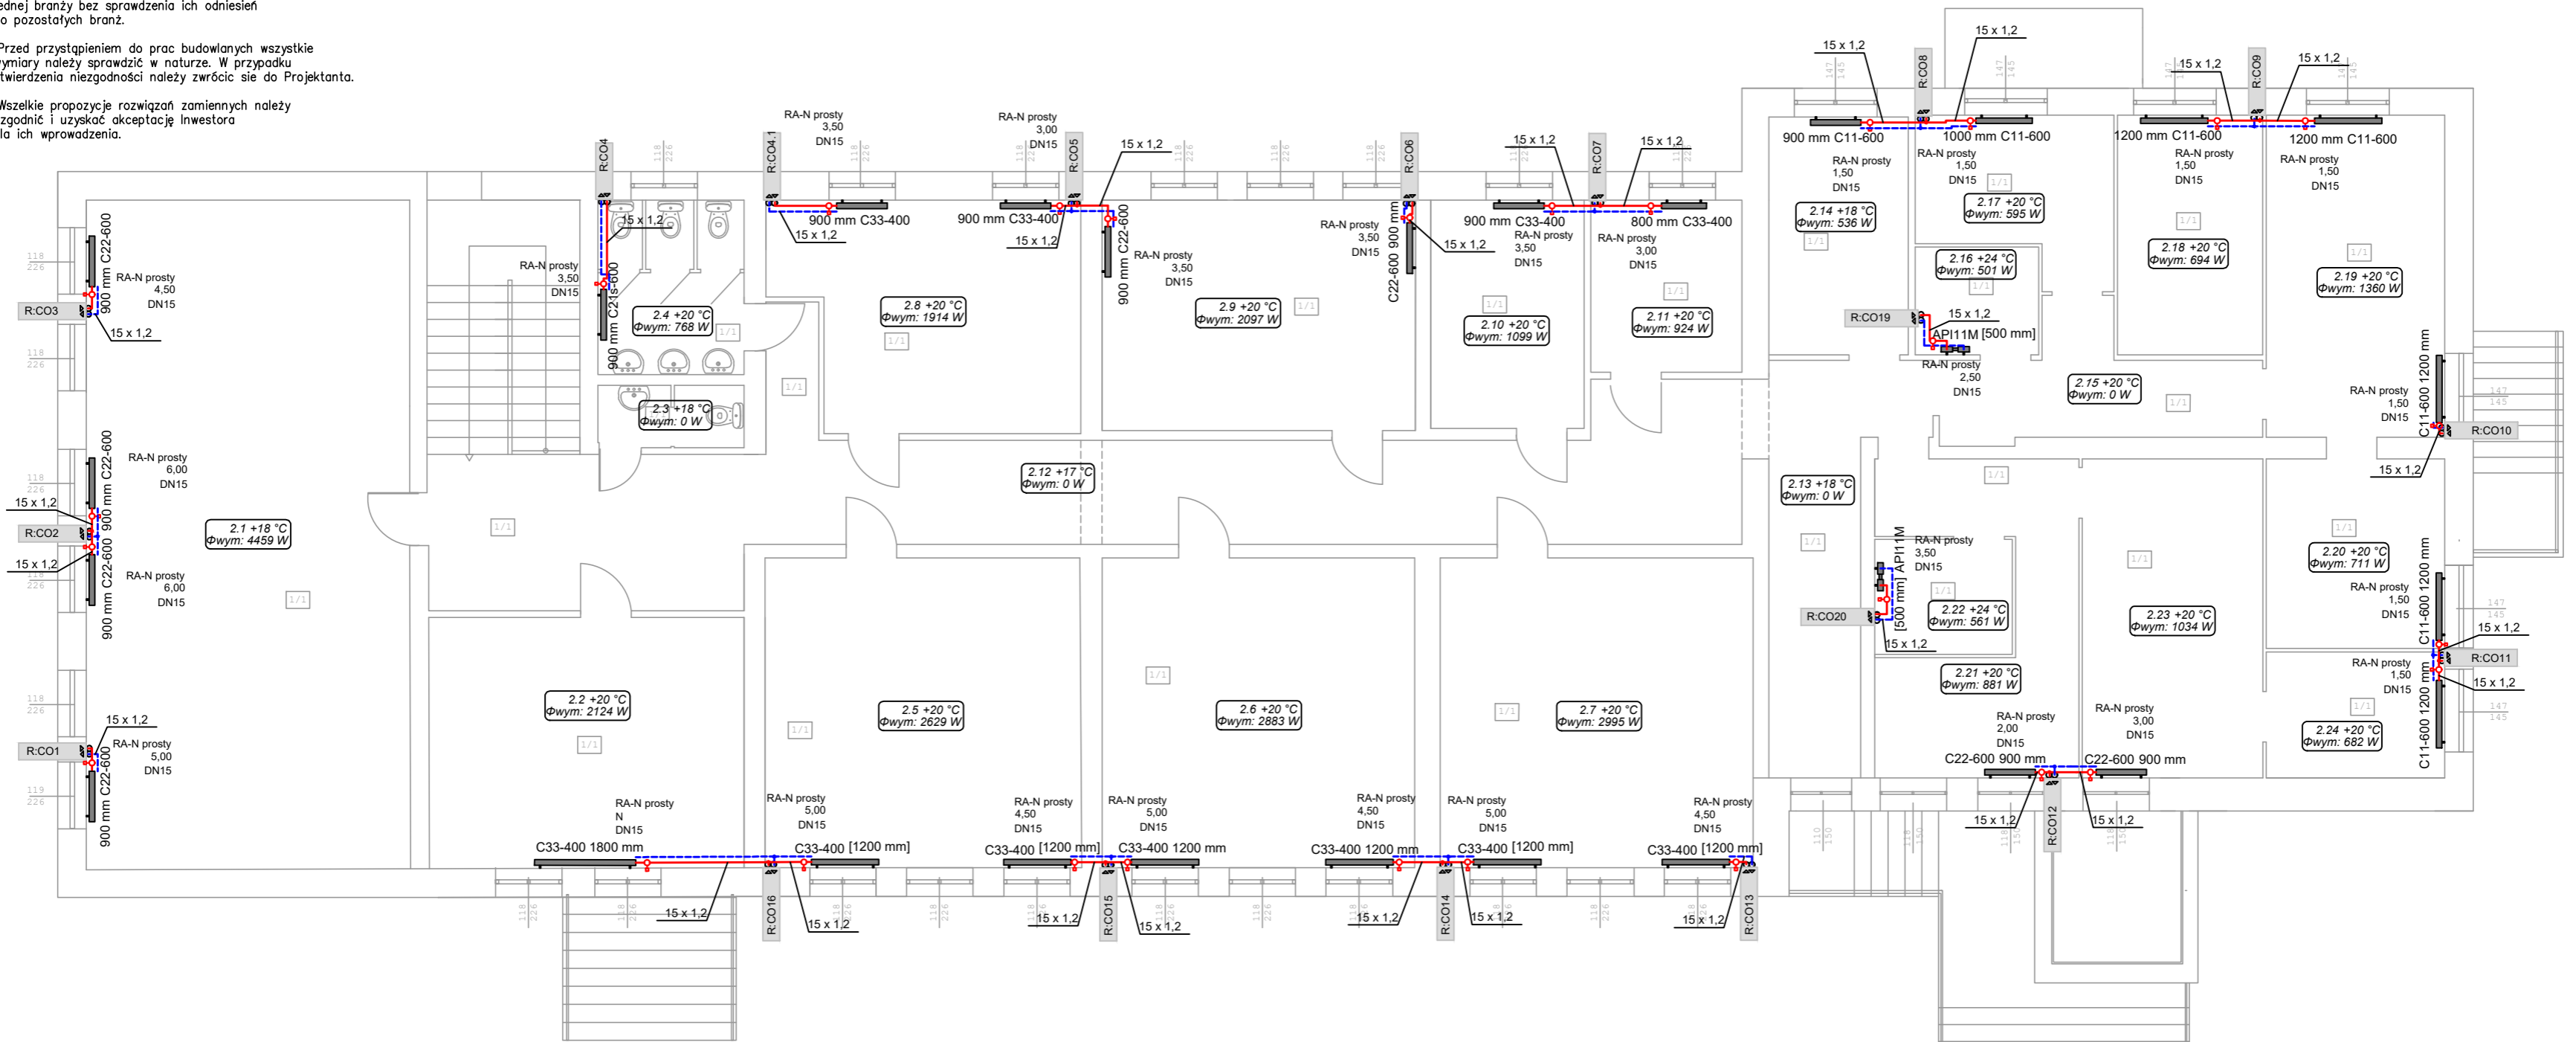 ednej branży bez sprawdzenia ich odniesień
o pozostałych branż.
Przed przystąpieniem do prac budowlanych wszystkie
ymiary należy sprawdzić w naturze. W przypadku
twierdzenia niezgodności należy zwrócic sie do Projektanta.
Wszelkie propozycje rozwiązań zamiennych należy
zgodnić i uzyskać akceptację Inwestora
la ich wprowadzenia.
R:CO4
R:CO4.1
RA-N prosty
3,50
DN15
118
226
RA-N prosty
3,00
DN15
R:CO5
15 x 1,2
R:CO6
15 x 1,2
R:CO7
15 x 1,2
15 x 1,2
R:CO8
15 x 1,2
15 x 1,2
R:CO9
15 x 1,2
147
145
900 mm C11-600
1000 mm C11-600
1200 mm C11-600
1200 mm C11-600
RA-N prosty
1,50
DN15
RA-N prosty
1,50
DN15
RA-N prosty
1,50
DN15
RA-N prosty
1,50
DN15
2.14 +18 °C
Φwym: 536 W
2.17 +20 °C
Φwym: 595 W
2.18 +20 °C
Φwym: 694 W
2.16 +24 °C
Φwym: 501 W
2.19 +20 °C
Φwym: 1360 W
15 x 1,2
900 mm C33-400
15 x 1,2
900 mm C33-400
15 x 1,2
900 mm C22-600
RA-N prosty
3,50
DN15
RA-N prosty
3,50
DN15
C22-600 900 mm
15 x 1,2
900 mm C33-400
RA-N prosty
3,50
DN15
800 mm C33-400
RA-N prosty
3,00
DN15
900 mm C22-600
RA-N prosty
4,50
DN15
R:CO3
15 x 1,2
RA-N prosty
3,50
DN15
900 mm C21s-600
2.4 +20 °C
Φwym: 768 W
2.8 +20 °C
Φwym: 1914 W
2.9 +20 °C
Φwym: 2097 W
2.10 +20 °C
Φwym: 1099 W
2.11 +20 °C
Φwym: 924 W
R:CO19
15 x 1,2
API11M [500 mm]
RA-N prosty
2,50
DN15
2.15 +20 °C
Φwym: 0 W
RA-N prosty
1,50
DN15
C11-600 1200 mm
R:CO10
15 x 1,2
2.3 +18 °C
Φwym: 0 W
1/1
2.12 +17 °C
Φwym: 0 W
2.13 +18 °C
Φwym: 0 W
900 mm C22-600
RA-N prosty
6,00
DN15
15 x 1,2
R:CO2
15 x 1,2
900 mm C22-600
RA-N prosty
6,00
DN15
2.1 +18 °C
Φwym: 4459 W
RA-N prosty
3,50
DN15
[500 mm] API11M
R:CO20
15 x 1,2
2.22 +24 °C
Φwym: 561 W
2.23 +20 °C
Φwym: 1034 W
2.20 +20 °C
Φwym: 711 W
RA-N prosty
1,50
DN15
C11-600 1200 mm
15 x 1,2
R:CO11
15 x 1,2
RA-N prosty
1,50
DN15
C11-600 1200 mm
2.21 +20 °C
Φwym: 881 W
2.24 +20 °C
Φwym: 682 W
2.2 +20 °C
Φwym: 2124 W
2.5 +20 °C
Φwym: 2629 W
2.6 +20 °C
Φwym: 2883 W
2.7 +20 °C
Φwym: 2995 W
15 x 1,2
R:CO1
RA-N prosty
5,00
DN15
900 mm C22-600
119
226
RA-N prosty
2,00
DN15
RA-N prosty
3,00
DN15
C22-600 900 mm
C22-600 900 mm
15 x 1,2
R:CO12
15 x 1,2
RA-N prosty
N
DN15
C33-400 1800 mm
RA-N prosty
5,00
DN15
C33-400 [1200 mm]
RA-N prosty
4,50
DN15
C33-400 [1200 mm]
RA-N prosty
5,00
DN15
C33-400 1200 mm
RA-N prosty
4,50
DN15
C33-400 1200 mm
RA-N prosty
5,00
DN15
C33-400 [1200 mm]
RA-N prosty
4,50
DN15
C33-400 [1200 mm]
15 x 1,2
R:CO16
15 x 1,2
15 x 1,2
R:CO15
15 x 1,2
15 x 1,2
R:CO14
15 x 1,2
15 x 1,2
R:CO13
110
150